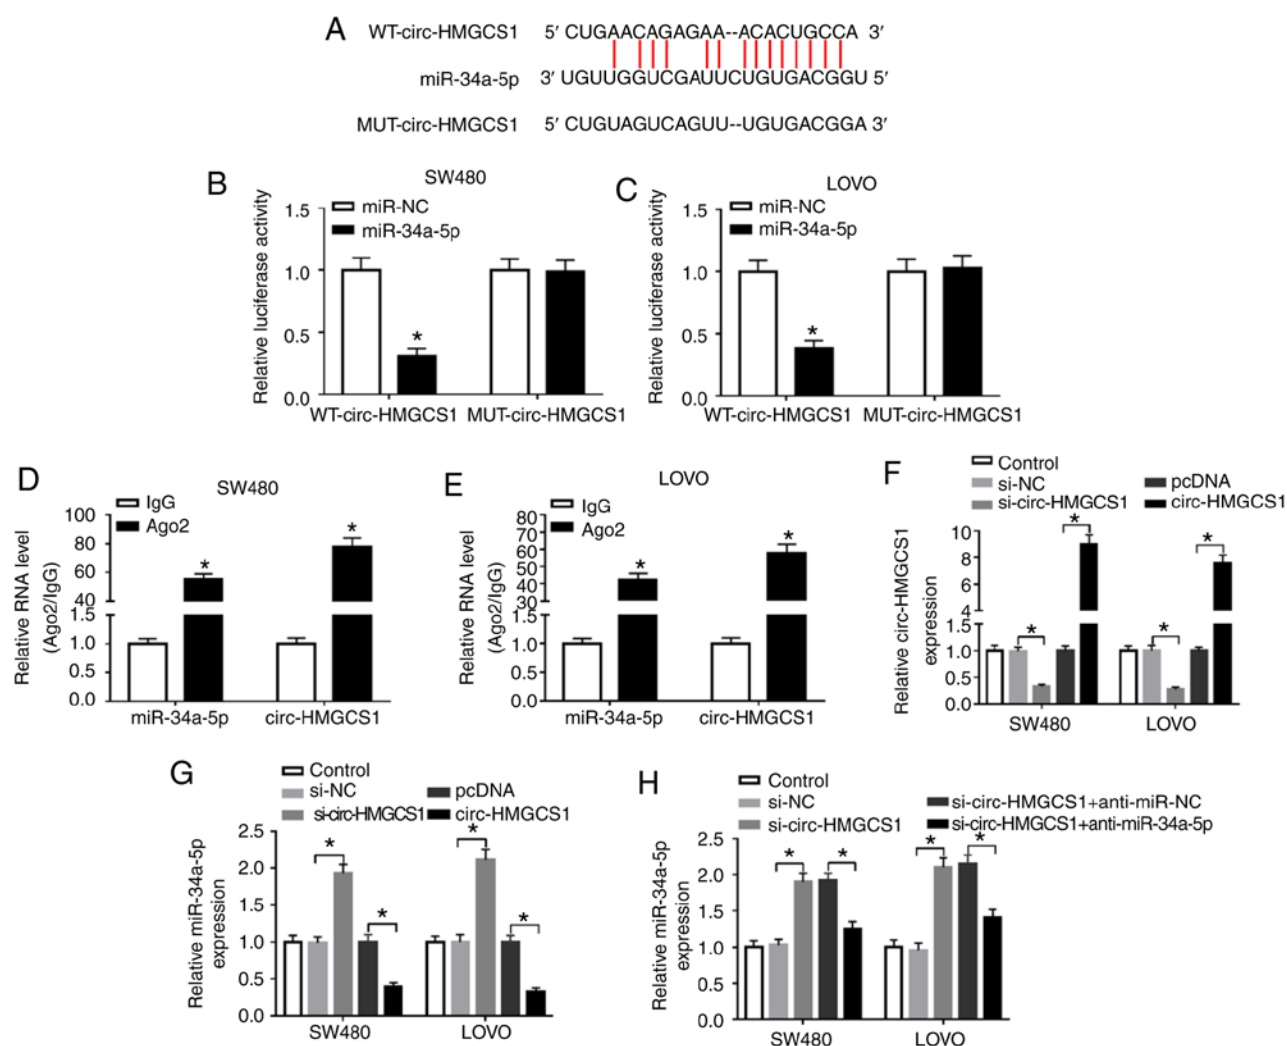 A
WT-circ-HMGCS1 5′ CUGAACAGAGAA--ACACUGCCA 3′
miR-34a-5p 3′ UGUUGGUCGAUUCUGUGACGGU 5′
MUT-circ-HMGCS1 5′ CUGUAGUCAGUU--UGUGACGGA 3′
B
SW480
miR-NC
miR-34a-5p
Relative luciferase activity
1.5
1.0
0.5
0.0
*
WT-circ-HMGCS1 MUT-circ-HMGCS1
C
LOVO
miR-NC
miR-34a-5p
Relative luciferase activity
1.5
1.0
0.5
0.0
*
WT-circ-HMGCS1 MUT-circ-HMGCS1
D
SW480
IgG
Ago2
Relative RNA level
(Ago2/IgG)
100
80
60
40
1.5
1.0
0.5
0.0
* *
miR-34a-5p circ-HMGCS1
E
LOVO
IgG
Ago2
Relative RNA level
(Ago2/IgG)
80
70
60
50
40
30
1.5
1.0
0.5
0.0
* *
miR-34a-5p circ-HMGCS1
F
Control
si-NC
si-circ-HMGCS1
pcDNA
circ-HMGCS1
Relative circ-HMGCS1
expression
10
8
6
4
1.5
1.0
0.5
0.0
* * * *
SW480 LOVO
G
Control
si-NC
si-circ-HMGCS1
pcDNA
circ-HMGCS1
Relative miR-34a-5p
expression
2.5
2.0
1.5
1.0
0.5
0.0
* * * *
SW480 LOVO
H
Control
si-NC
si-circ-HMGCS1
si-circ-HMGCS1+anti-miR-NC
si-circ-HMGCS1+anti-miR-34a-5p
Relative miR-34a-5p
expression
2.5
2.0
1.5
1.0
0.5
0.0
* * * *
SW480 LOVO